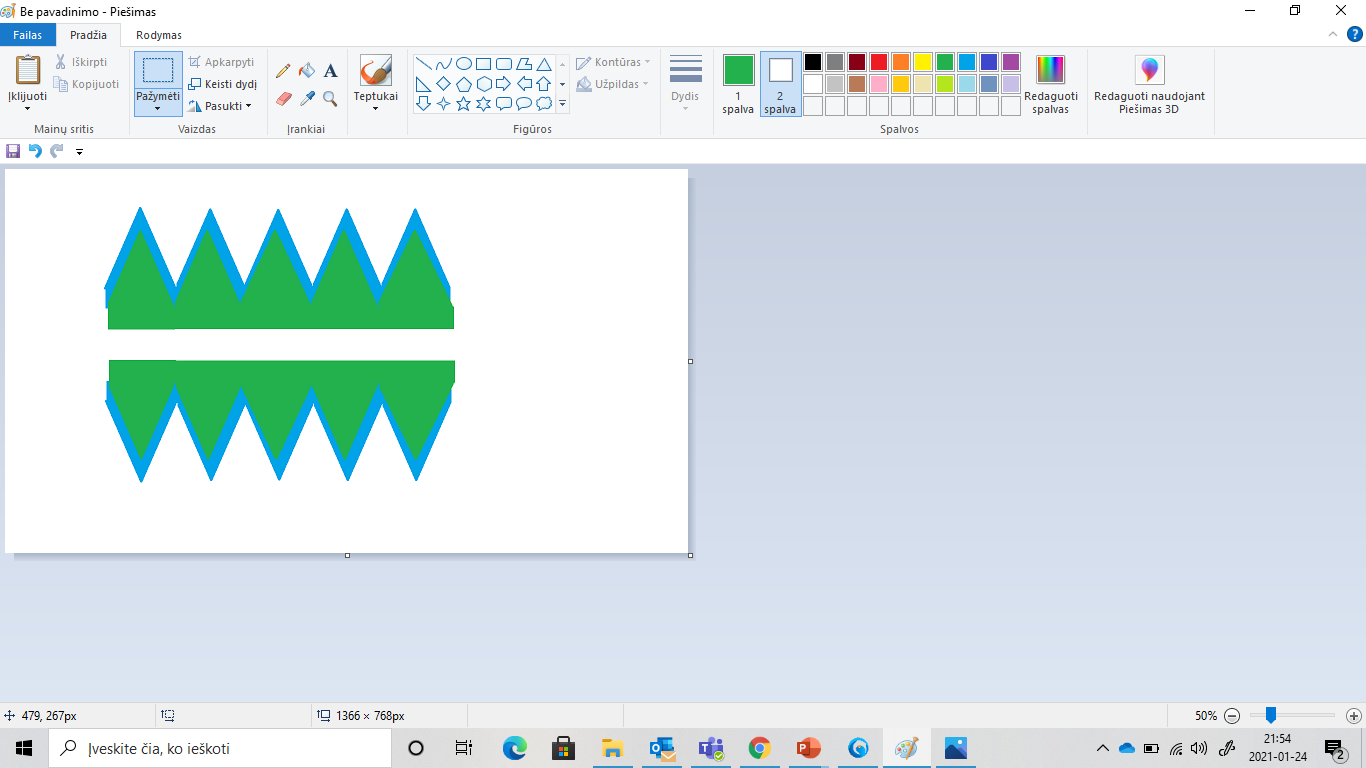 Be pavadinimo - Piešimas
Failas Pradžia Rodymas
Įklijuoti Iškirpti Kopijuoti
Mainų sritis
Pažymėti Apkarpyti Keisti dydį Pasukti
Vaizdas
A
Įrankiai
Teptukai
Kontūras Užpildas
Figūros
Dydis
1 spalva
2 spalva
Redaguoti spalvas
Spalvos
Redaguoti naudojant Piešimas 3D
479, 267px
1366 × 768px
50%
Įveskite čia, ko ieškoti
21:54
2021-01-24
2